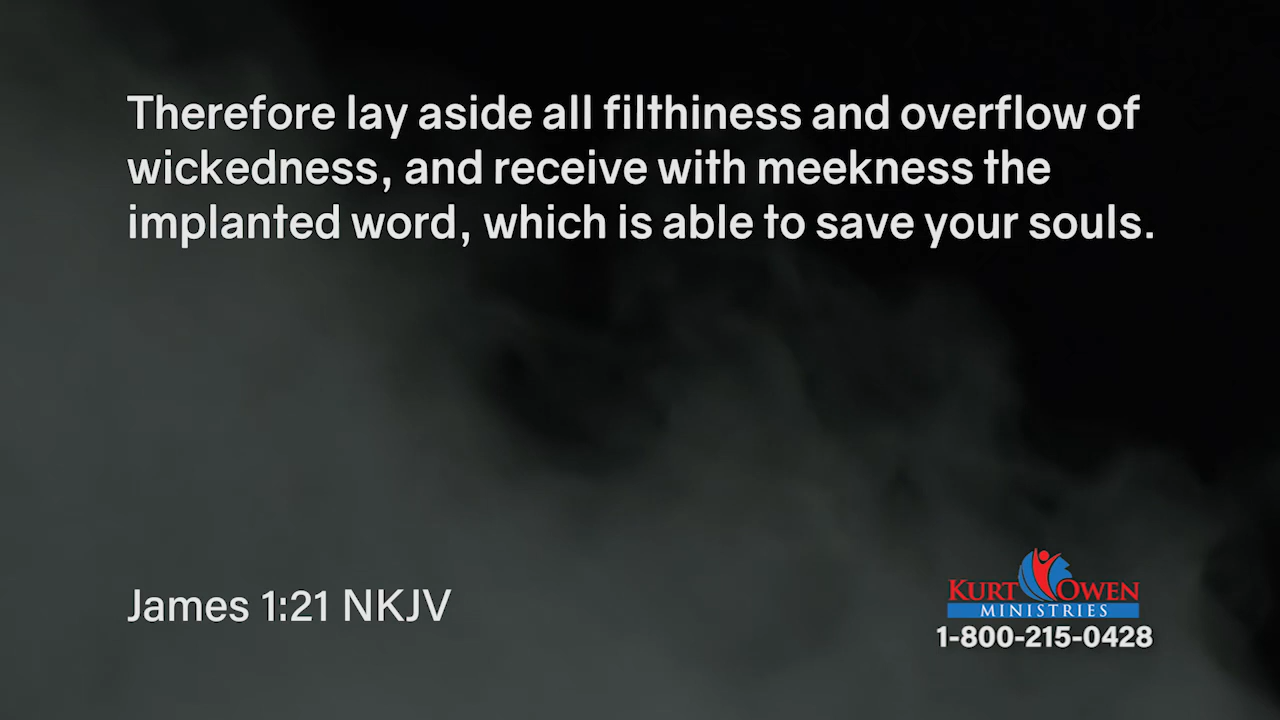 Therefore lay aside all filthiness and overflow of
wickedness, and receive with meekness the
implanted word, which is able to save your souls.
James 1:21 NKJV
KURT OWEN
MINISTRIES
1-800-215-0428